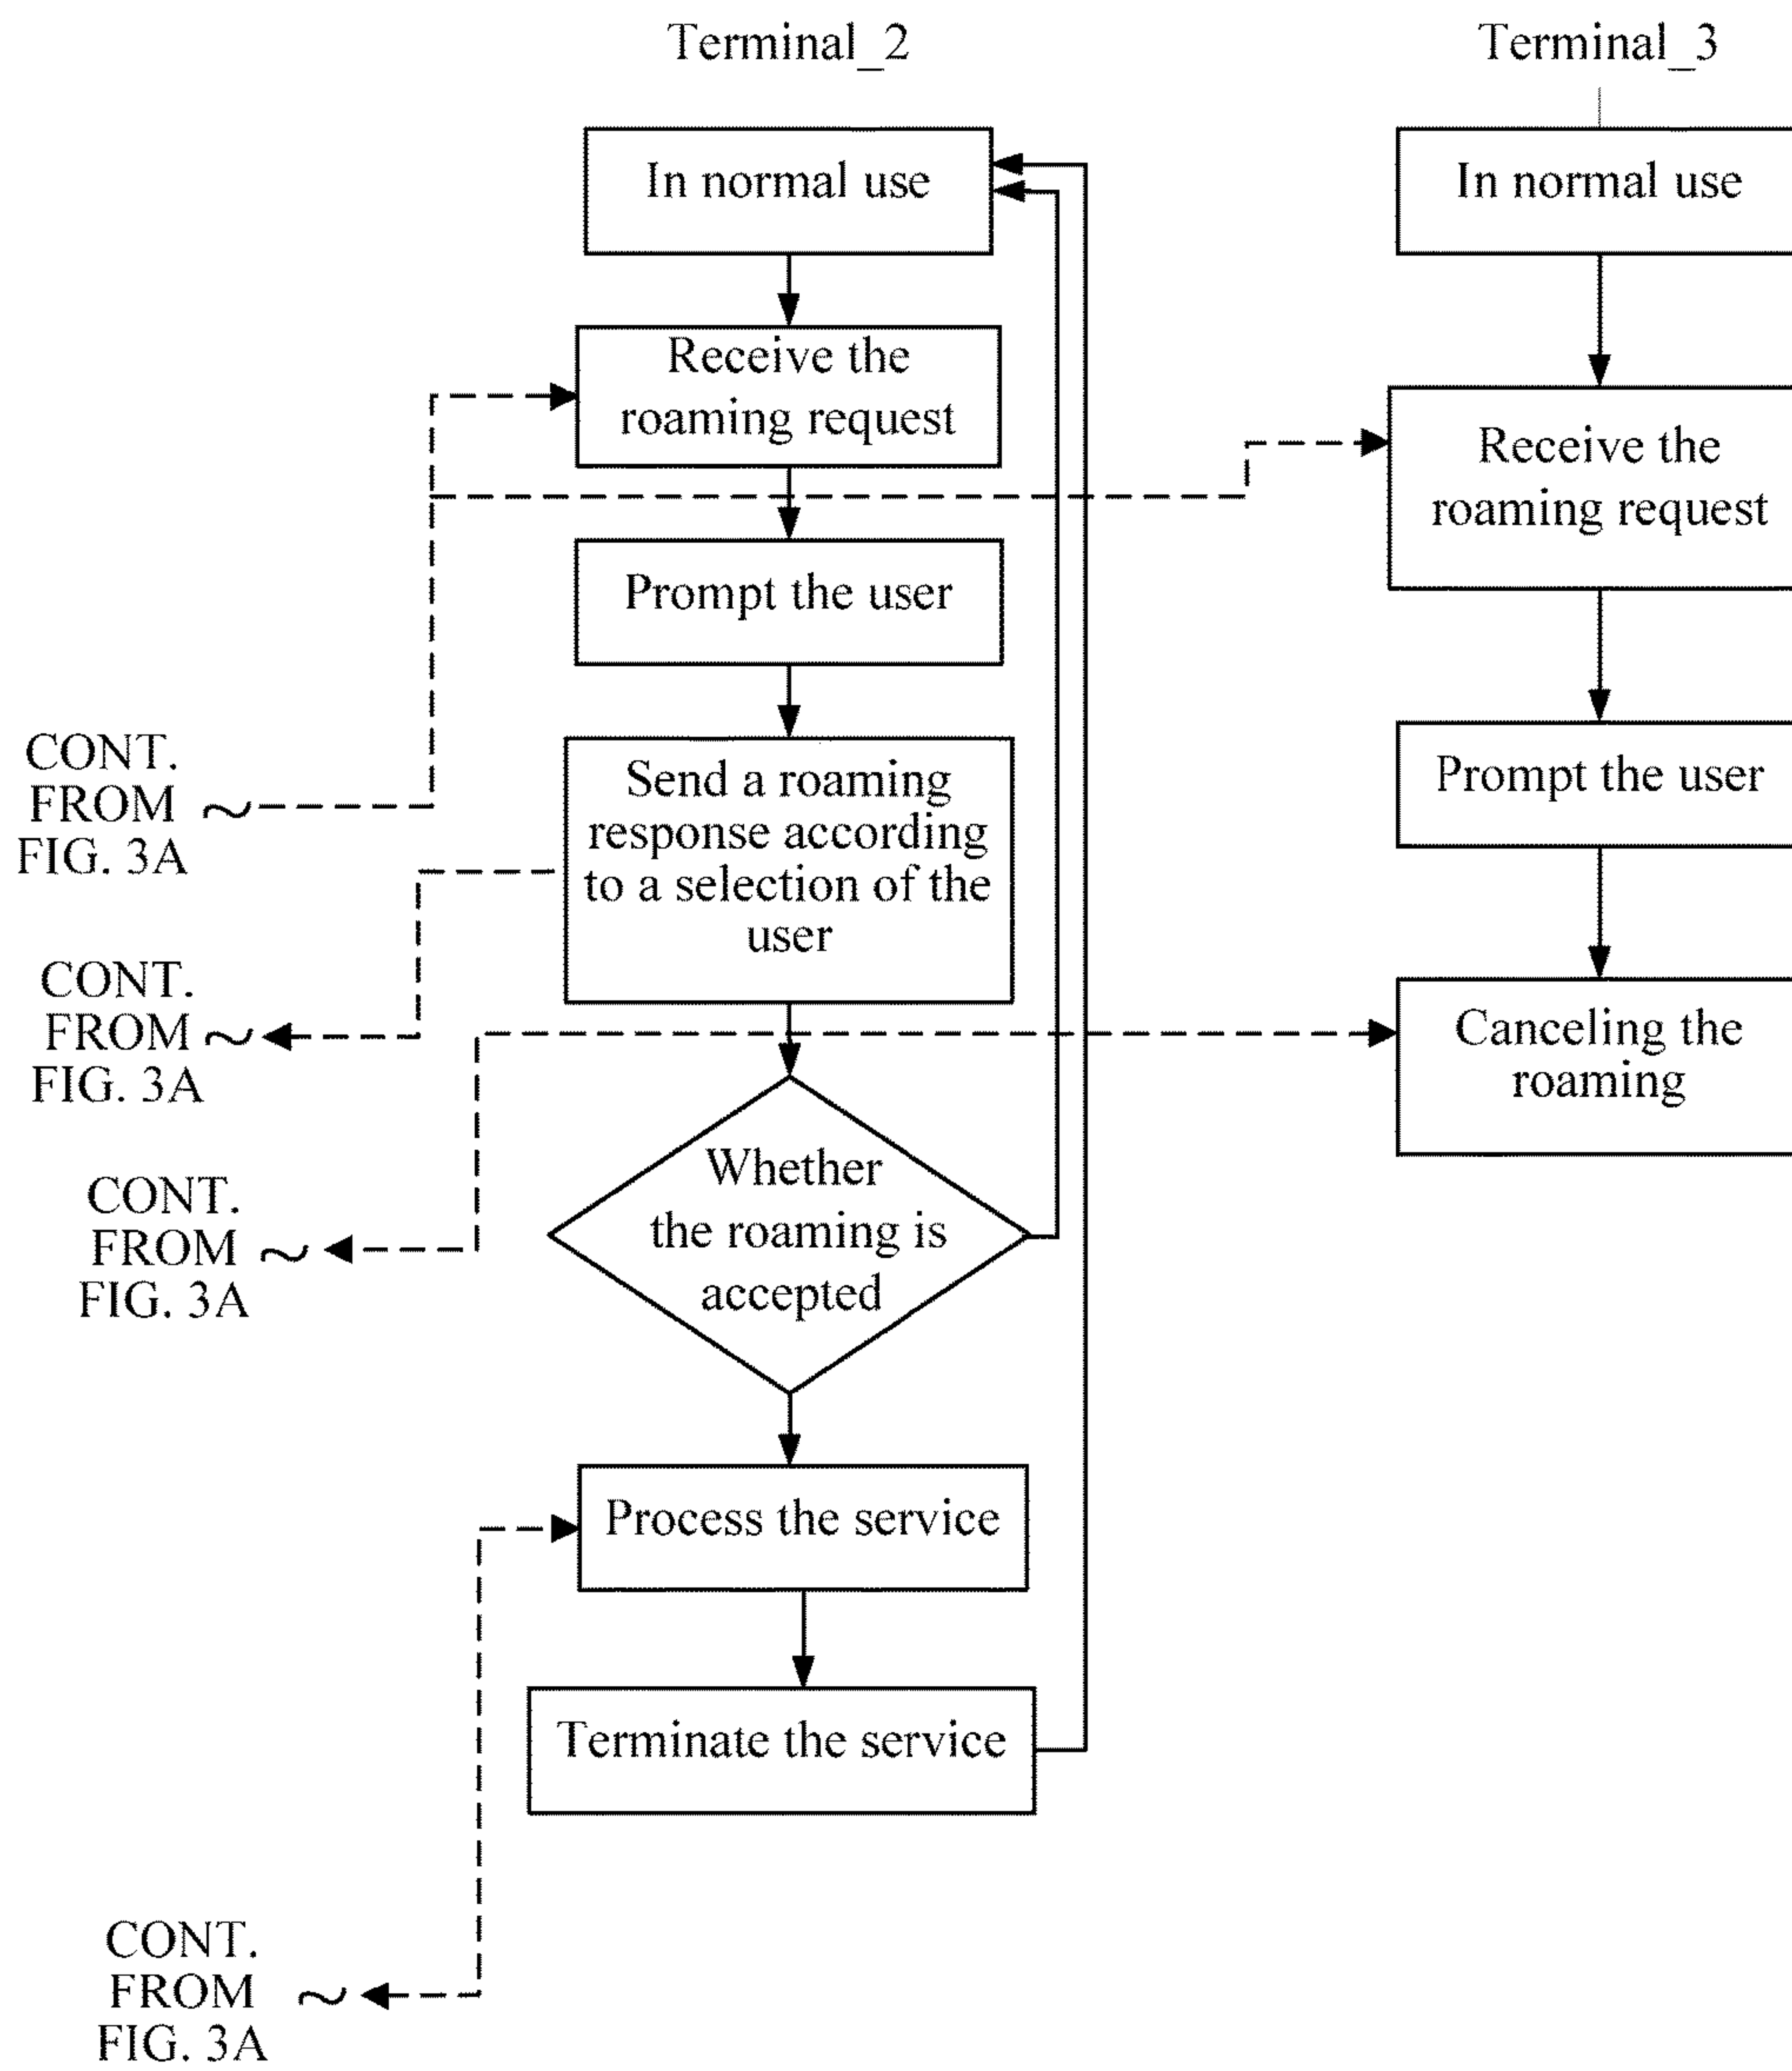 Terminal_2
Terminal_3
In normal use
In normal use
Receive the
roaming request
Receive the
roaming request
Prompt the user
Prompt the user
CONT.
FROM
FIG. 3A
Send a roaming
response according
to a selection of the
user
CONT.
FROM
FIG. 3A
Canceling the
roaming
CONT.
FROM
FIG. 3A
Whether
the roaming is
accepted
Process the service
Terminate the service
CONT.
FROM
FIG. 3A